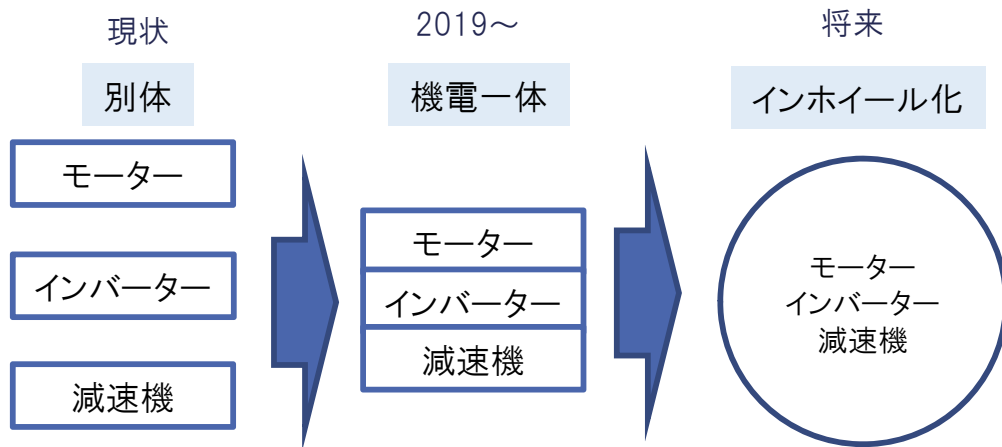 現状
2019～
将来
別体
機電一体
インホイール化
モーター
インバーター
減速機
モーター
インバーター
減速機
モーター
インバーター
減速機